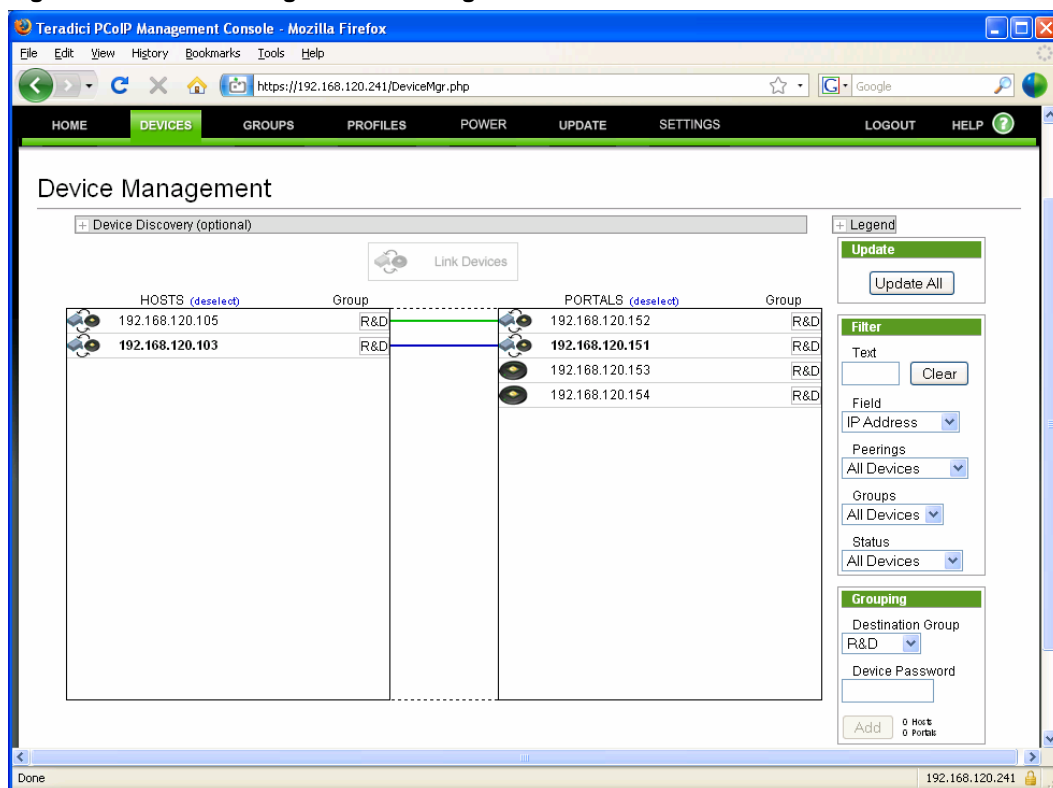 Teradici PCoIP Management Console - Mozilla Firefox
File Edit View History Bookmarks Tools Help
https://192.168.120.241/DeviceMgr.php
G Google
HOME DEVICES GROUPS PROFILES POWER UPDATE SETTINGS LOGOUT HELP ?
Device Management
+ Device Discovery (optional)
+ Legend
Link Devices
Update
Update All
HOSTS (deselect) Group PORTALS (deselect) Group
192.168.120.105 R&D 192.168.120.152 R&D
192.168.120.103 R&D 192.168.120.151 R&D
192.168.120.153 R&D
192.168.120.154 R&D
Filter
Text
Clear
Field
IP Address
Peerings
All Devices
Groups
All Devices
Status
All Devices
Grouping
Destination Group
R&D
Device Password
Add
0 Hosts
0 Portals
Done 192.168.120.241